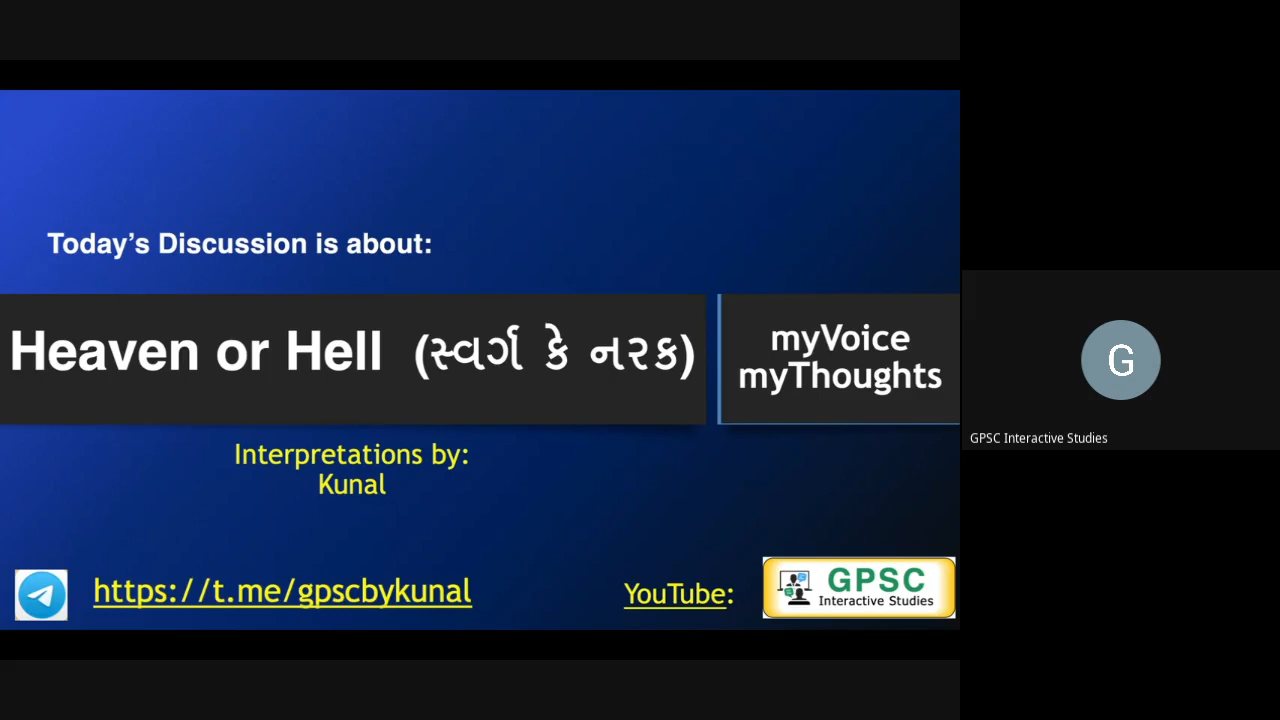 Today’s Discussion is about:
Heaven or Hell (સ્વર્ગ કે નરક)
myVoice
myThoughts
Interpretations by:
Kunal
https://t.me/gpscbykunal
YouTube:
GPSC
Interactive Studies
G
GPSC Interactive Studies